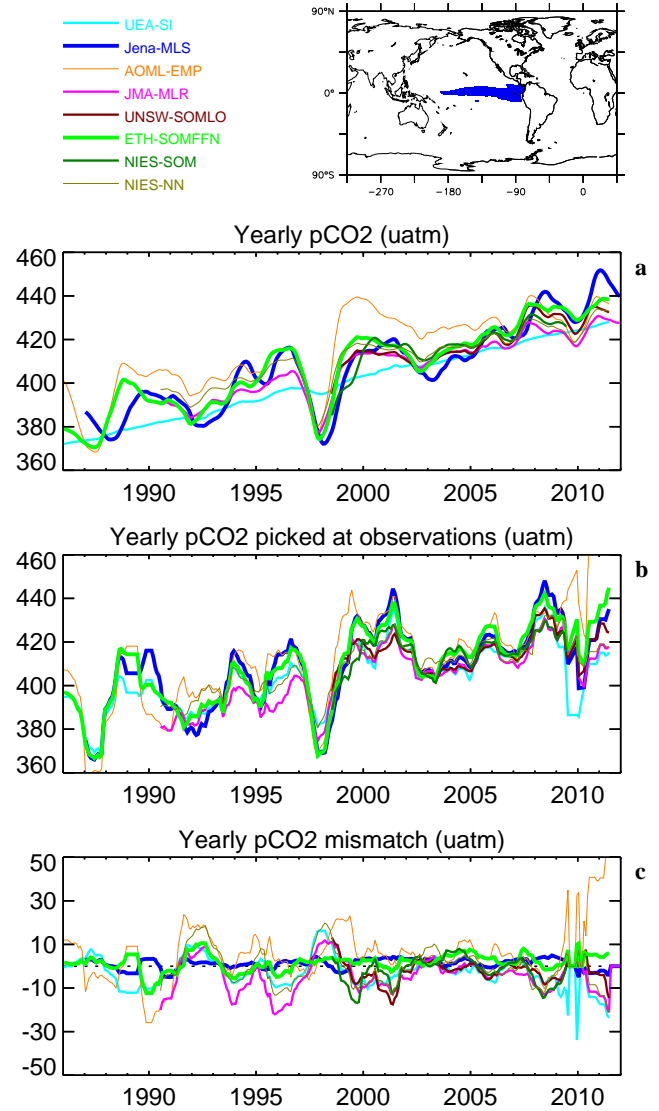 UEA-SI
Jena-MLS
AOML-EMP
JMA-MLR
UNSW-SOMLO
ETH-SOMFFN
NIES-SOM
NIES-NN
90°N
0°
90°S
-270
-180
-90
0
Yearly pCO2 (uatm)
a
460
440
420
400
380
360
1990 1995 2000 2005 2010
Yearly pCO2 picked at observations (uatm)
b
460
440
420
400
380
360
1990 1995 2000 2005 2010
Yearly pCO2 mismatch (uatm)
c
50
30
10
-10
-30
-50
1990 1995 2000 2005 2010